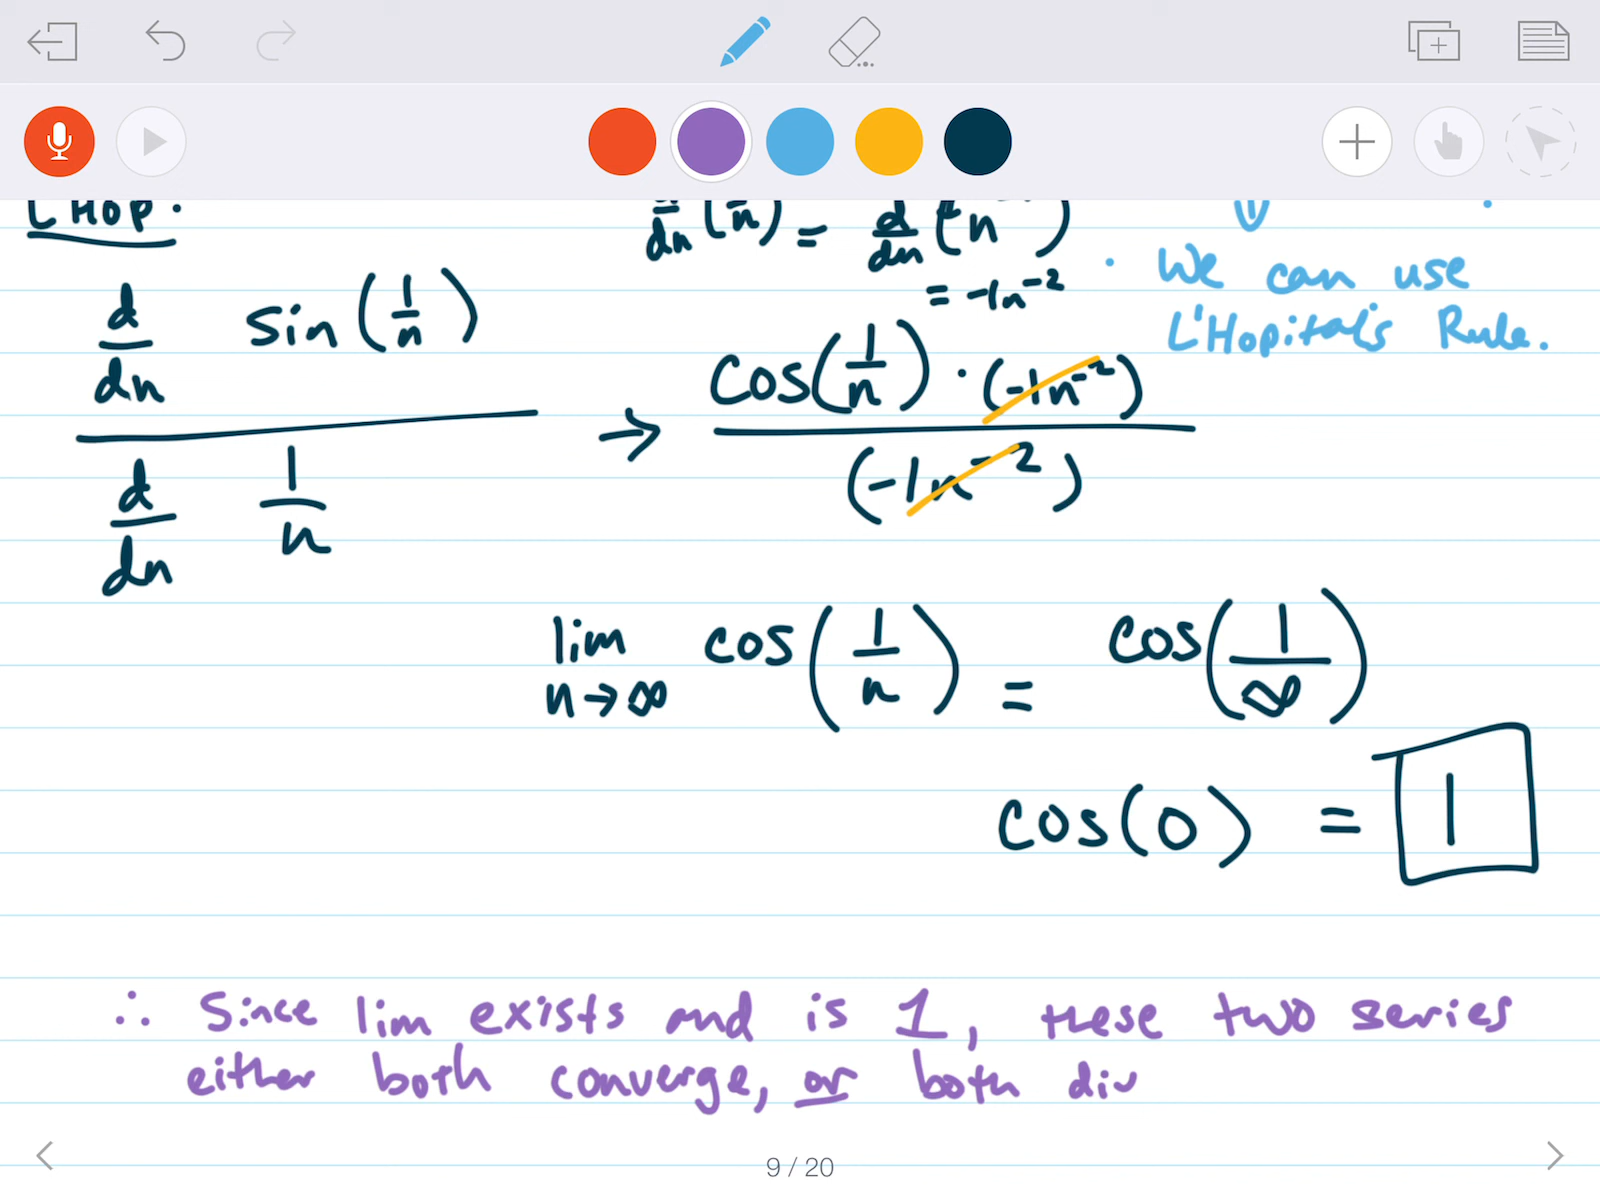 L'HOP.
d/dn (1/n) = d/dn (n )
= -1n⁻²
We can use
L'Hopital's Rule.
d/dn sin(1/n)
d/dn 1/n
→ cos(1/n) · (-1n⁻²)
(-1n⁻²)
lim n→∞ cos(1/n) = cos(1/∞)
cos(0) = 1
∴ Since lim exists and is 1, these two series
either both converge, or both div
9 / 20